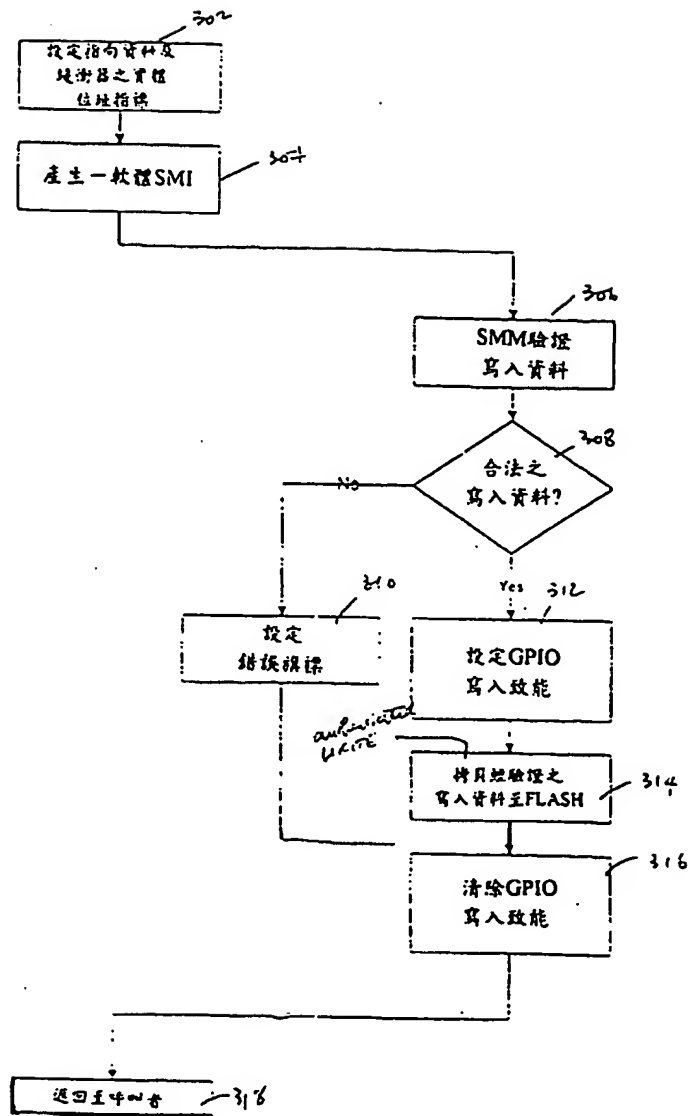 302
設定指向資料及
緩衝器之實體
位址指標
304
產生一軟體SMI
306
SMM驗證
寫入資料
308
合法之
寫入資料?
No
Yes
310
設定
錯誤旗標
312
設定GPIO
寫入致能
authenticated
WRITE
拷貝經驗證之
寫入資料至FLASH
314
清除GPIO
寫入致能
316
返回至呼叫者
318